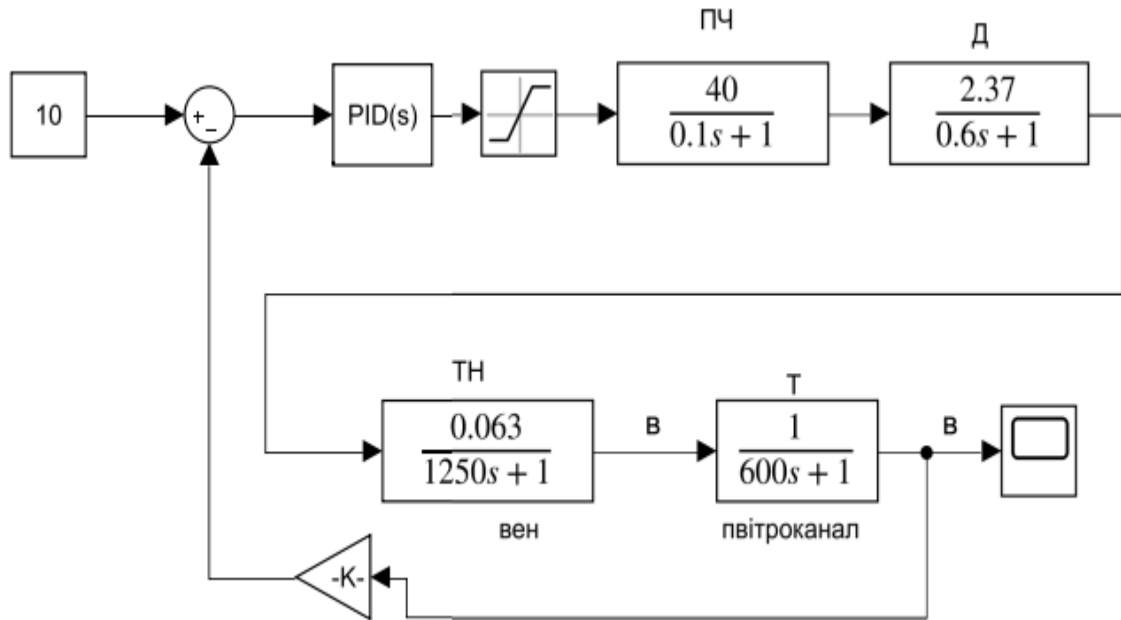 ПЧ
Д
10
+
−
PID(s)
40
0.1s + 1
2.37
0.6s + 1
ТН
Т
0.063
1250s + 1
в
1
600s + 1
в
вен
пвітроканал
-K-